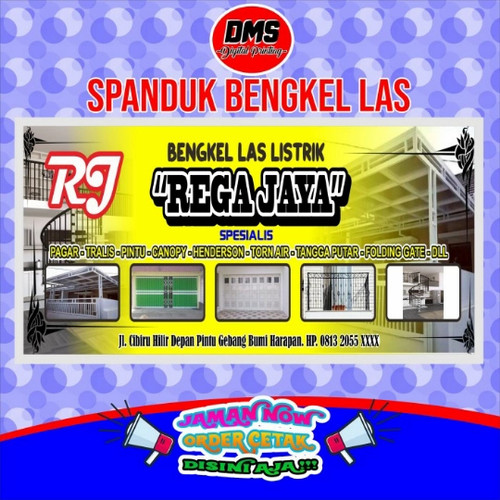 DMS
Digital Printing
SPANDUK BENGKEL LAS
RJ
BENGKEL LAS LISTRIK
"REGA JAYA"
SPESIALIS
PAGAR - TRALIS - PINTU - CANOPY - HENDERSON - TORN AIR - TANGGA PUTAR - FOLDING GATE - DLL
Jl. Cibiru Hilir Depan Pintu Gebang Bumi Harapan. HP. 0813 2055 XXXX
JAMAN NOW
ORDER CETAK
DISINI AJA!!!